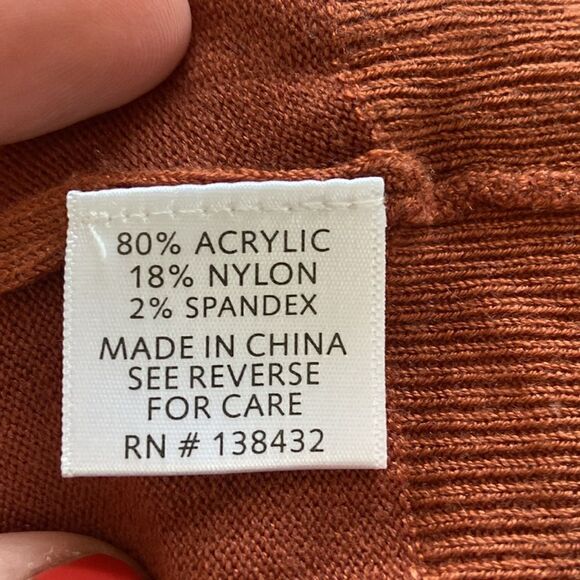 80% ACRYLIC
18% NYLON
2% SPANDEX
MADE IN CHINA
SEE REVERSE
FOR CARE
RN # 138432